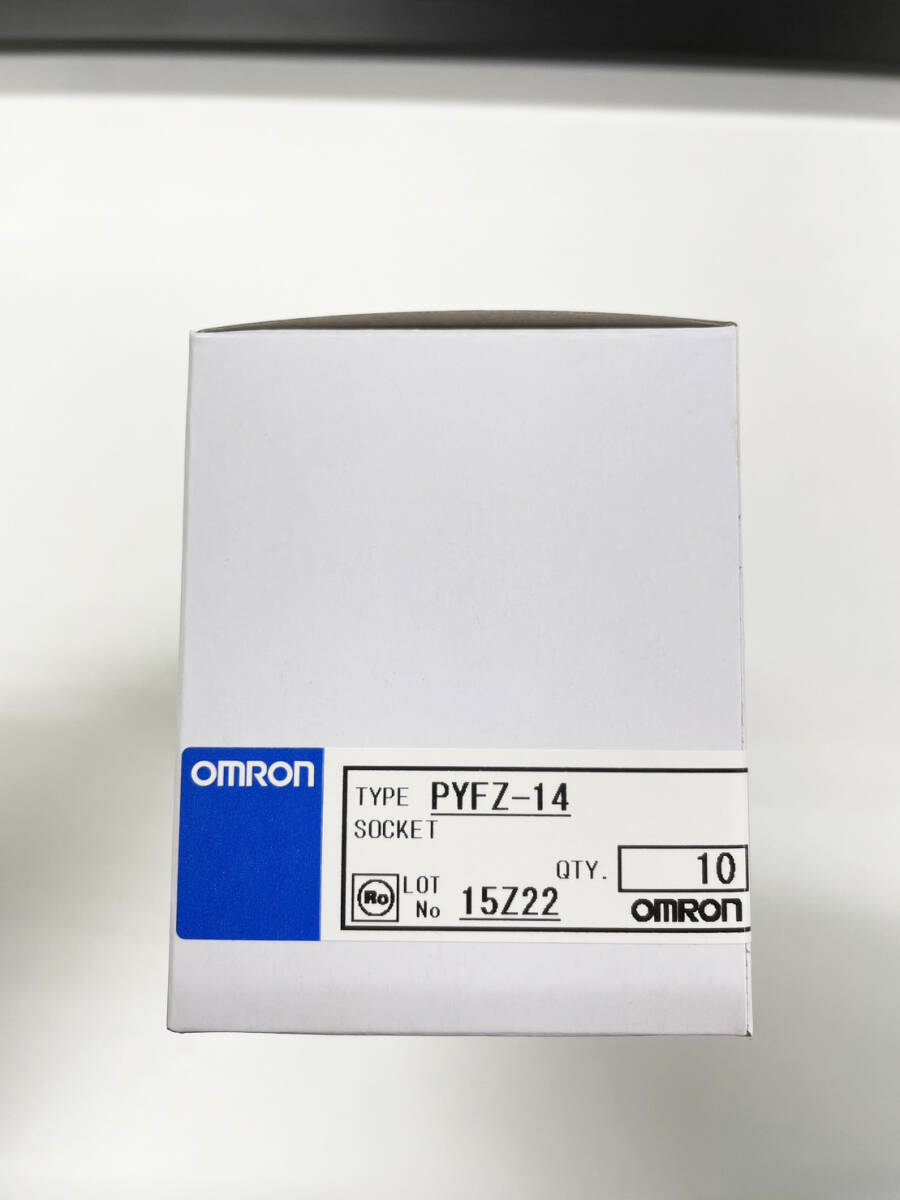 OMRON
TYPE PYFZ-14
SOCKET
QTY. 10
Ro LOT No 15Z22
OMRON